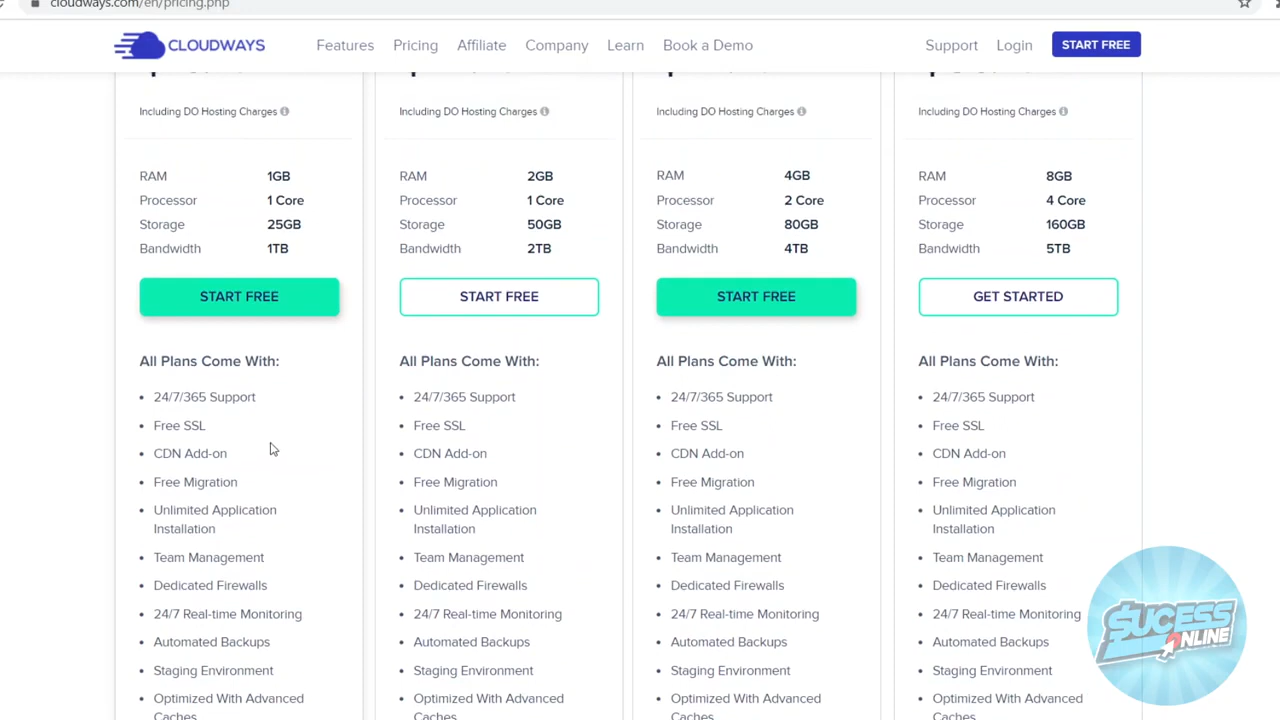 cloudways.com/en/pricing.php
CLOUDWAYS
Features Pricing Affiliate Company Learn Book a Demo
Support Login START FREE
Including DO Hosting Charges
RAM 1GB
Processor 1 Core
Storage 25GB
Bandwidth 1TB
START FREE
All Plans Come With:
• 24/7/365 Support
• Free SSL
• CDN Add-on
• Free Migration
• Unlimited Application
Installation
• Team Management
• Dedicated Firewalls
• 24/7 Real-time Monitoring
• Automated Backups
• Staging Environment
• Optimized With Advanced
Caches
Including DO Hosting Charges
RAM 2GB
Processor 1 Core
Storage 50GB
Bandwidth 2TB
START FREE
All Plans Come With:
• 24/7/365 Support
• Free SSL
• CDN Add-on
• Free Migration
• Unlimited Application
Installation
• Team Management
• Dedicated Firewalls
• 24/7 Real-time Monitoring
• Automated Backups
• Staging Environment
• Optimized With Advanced
Caches
Including DO Hosting Charges
RAM 4GB
Processor 2 Core
Storage 80GB
Bandwidth 4TB
START FREE
All Plans Come With:
• 24/7/365 Support
• Free SSL
• CDN Add-on
• Free Migration
• Unlimited Application
Installation
• Team Management
• Dedicated Firewalls
• 24/7 Real-time Monitoring
• Automated Backups
• Staging Environment
• Optimized With Advanced
Caches
Including DO Hosting Charges
RAM 8GB
Processor 4 Core
Storage 160GB
Bandwidth 5TB
GET STARTED
All Plans Come With:
• 24/7/365 Support
• Free SSL
• CDN Add-on
• Free Migration
• Unlimited Application
Installation
• Team Management
• Dedicated Firewalls
• 24/7 Real-time Monitoring
• Automated Backups
• Staging Environment
• Optimized With Advanced
Caches
$UCESS
ONLINE